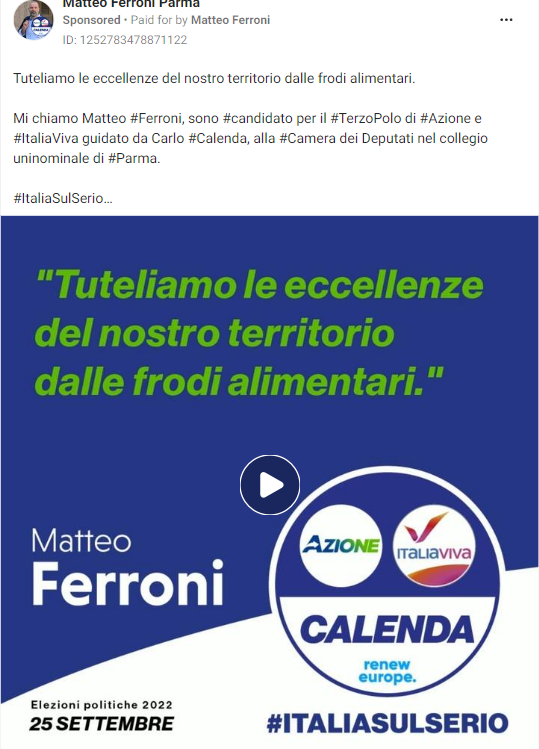 Matteo Ferroni Parma
Sponsored • Paid for by Matteo Ferroni
ID: 1252783478871122
Tuteliamo le eccellenze del nostro territorio dalle frodi alimentari.
Mi chiamo Matteo #Ferroni, sono #candidato per il #TerzoPolo di #Azione e
#ItaliaViva guidato da Carlo #Calenda, alla #Camera dei Deputati nel collegio
uninominale di #Parma.
#ItaliaSulSerio...
"Tuteliamo le eccellenze
del nostro territorio
dalle frodi alimentari."
Matteo
Ferroni
AZIONE
ITALIAVIVA
CALENDA
renew
europe.
Elezioni politiche 2022
25 SETTEMBRE
#ITALIASULSERIO